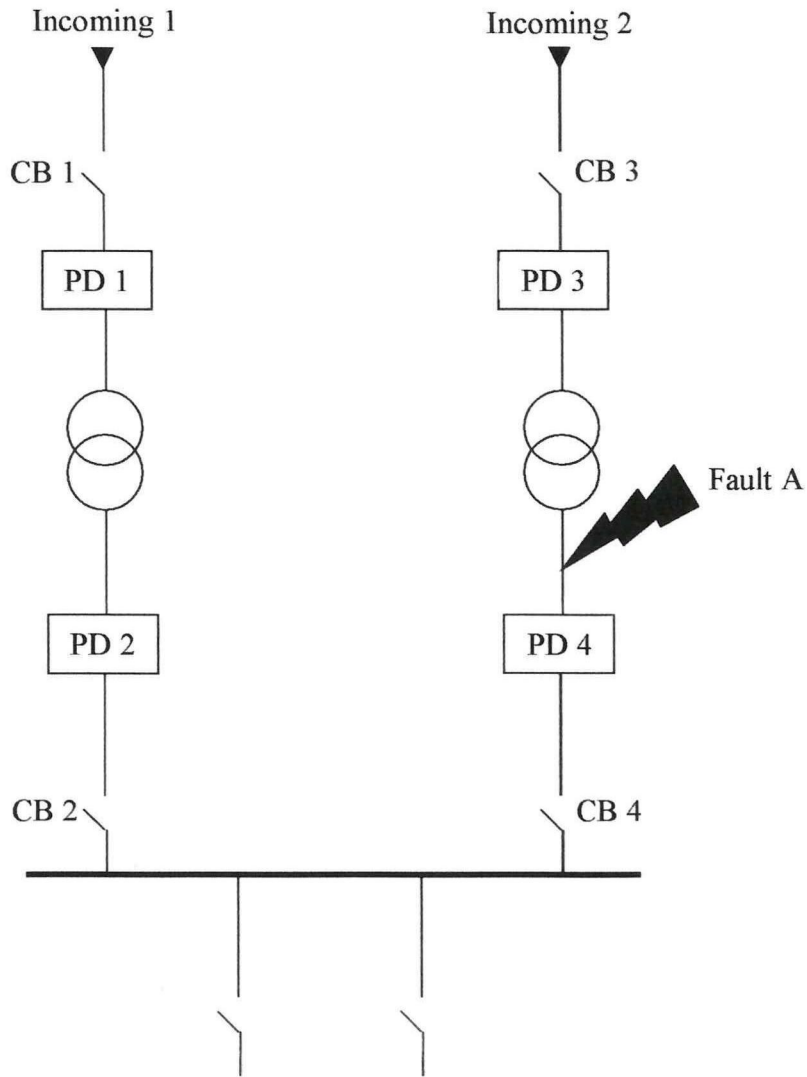 Incoming 1
Incoming 2
CB 1
CB 3
PD 1
PD 3
Fault A
PD 2
PD 4
CB 2
CB 4